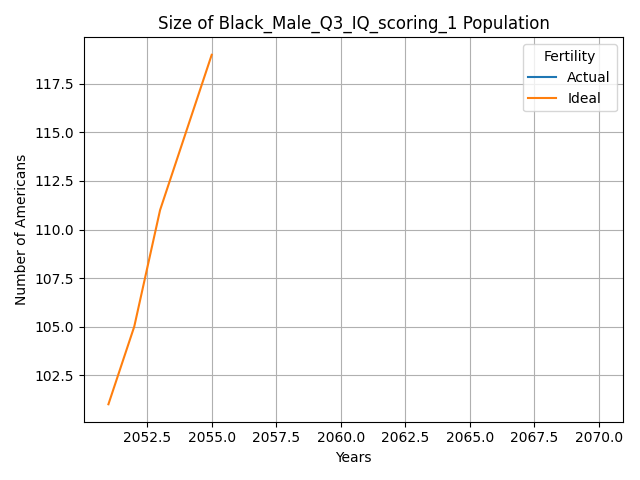 Size of Black_Male_Q3_IQ_scoring_1 Population
Fertility
Actual
Ideal
Number of Americans
117.5
115.0
112.5
110.0
107.5
105.0
102.5
2052.5 2055.0 2057.5 2060.0 2062.5 2065.0 2067.5 2070.0
Years